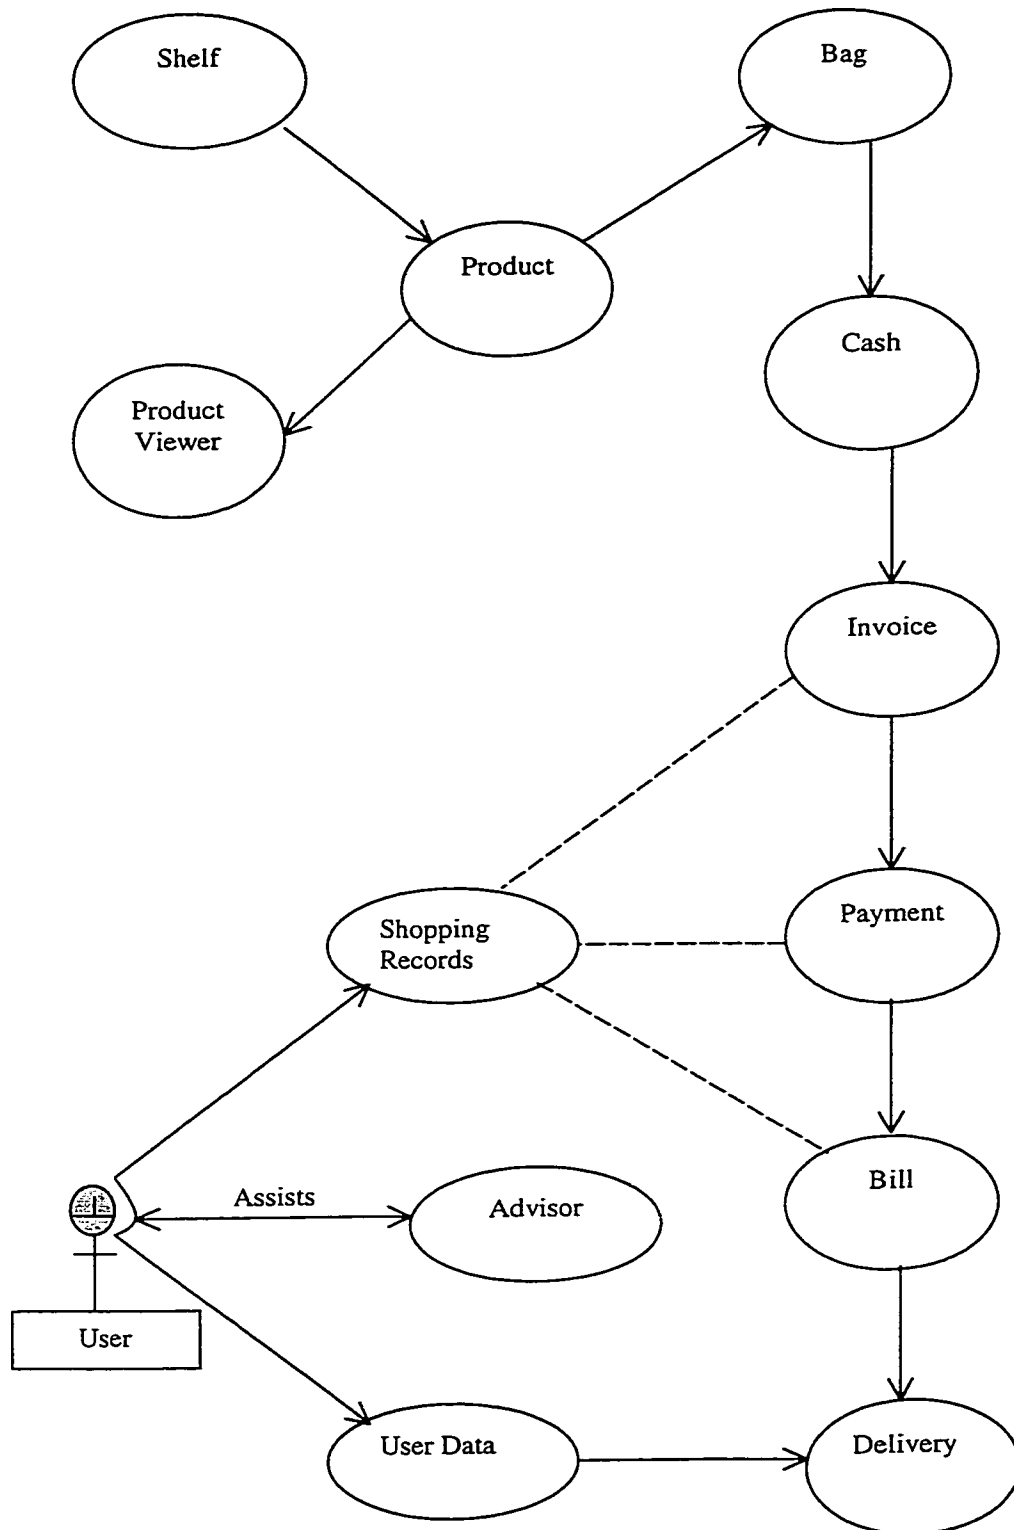 Shelf
Bag
Product
Cash
Product
Viewer
Invoice
Payment
Shopping
Records
Bill
Assists
Advisor
User
User Data
Delivery